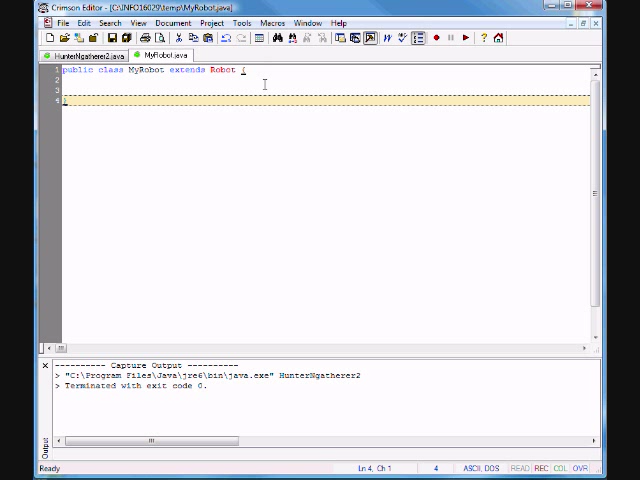 Crimson Editor - [C:\INFO16029\temp\MyRobot.java]
File Edit Search View Document Project Tools Macros Window Help
HunterNgatherer2.java MyRobot.java
1 public class MyRobot extends Robot {
2
3
4 }
---------- Capture Output ----------
> "C:\Program Files\Java\jre6\bin\java.exe" HunterNgatherer2
> Terminated with exit code 0.
Output
Ready Ln 4, Ch 1 4 ASCII, DOS READ REC COL OVR